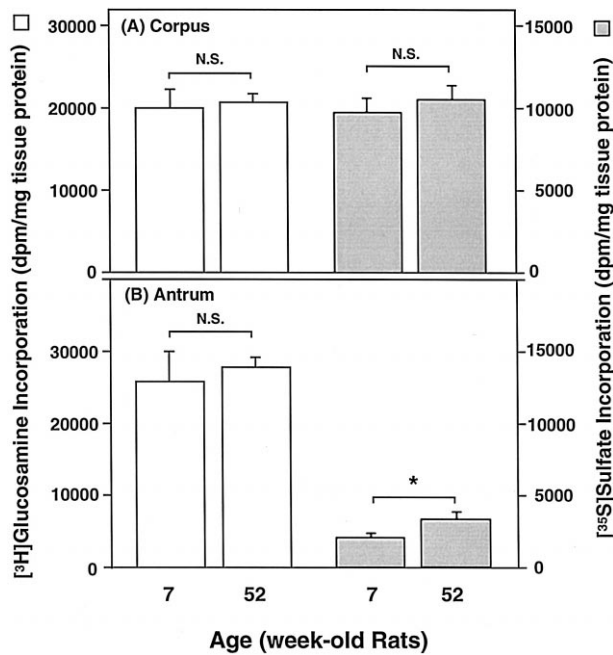 (A) Corpus
N.S.
N.S.
30000
20000
10000
0
15000
10000
5000
0
(B) Antrum
N.S.
*
30000
20000
10000
0
15000
10000
5000
0
7
52
7
52
Age (week-old Rats)
[³H]Glucosamine Incorporation (dpm/mg tissue protein)
[³⁵S]Sulfate Incorporation (dpm/mg tissue protein)